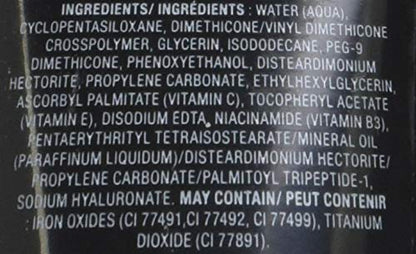 INGREDIENTS/ INGRÉDIENTS : WATER (AQUA),
CYCLOPENTASILOXANE, DIMETHICONE/VINYL DIMETHICONE
CROSSPOLYMER, GLYCERIN, ISODODECANE, PEG-9
DIMETHICONE, PHENOXYETHANOL, DISTEARDIMONIUM
HECTORITE, PROPYLENE CARBONATE, ETHYLHEXYLGLYCERIN,
ASCORBYL PALMITATE (VITAMIN C), TOCOPHERYL ACETATE
(VITAMIN E), DISODIUM EDTA, NIACINAMIDE (VITAMIN B3),
PENTAERYTHRITYL TETRAISOSTEARATE/MINERAL OIL
(PARAFFINUM LIQUIDUM)/DISTEARDIMONIUM HECTORITE/
PROPYLENE CARBONATE/PALMITOYL TRIPEPTIDE-1,
SODIUM HYALURONATE. MAY CONTAIN/ PEUT CONTENIR
: IRON OXIDES (CI 77491,CI 77492, CI 77499), TITANIUM
DIOXIDE (CI 77891).